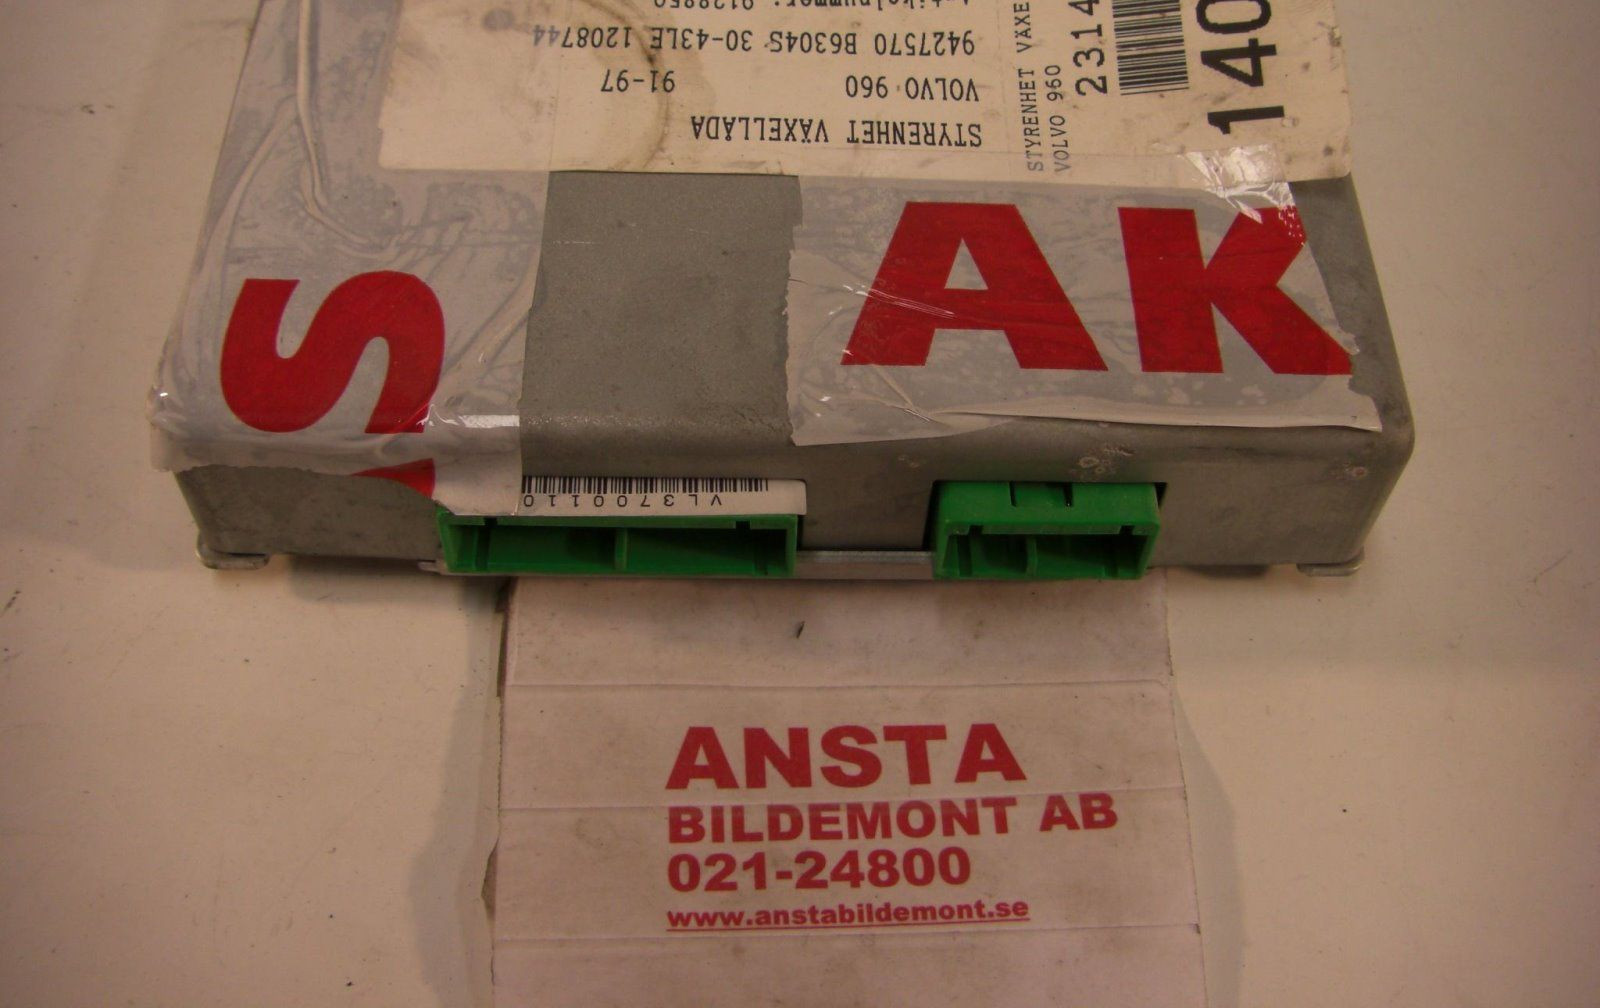 STYRENHET VÄXELLÅDA
VOLVO 960 91-97
9427570 B6304S 30-43LE 1208744
STYRENHET VÄXE
VOLVO 960
2314
140
S
AK
VL3700110
ANSTA
BILDEMONT AB
021-24800
www.anstabildemont.se